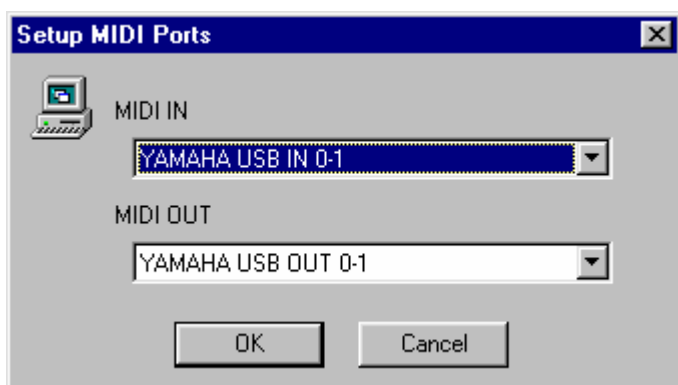 Setup MIDI Ports
MIDI IN
YAMAHA USB IN 0-1
MIDI OUT
YAMAHA USB OUT 0-1
OK Cancel